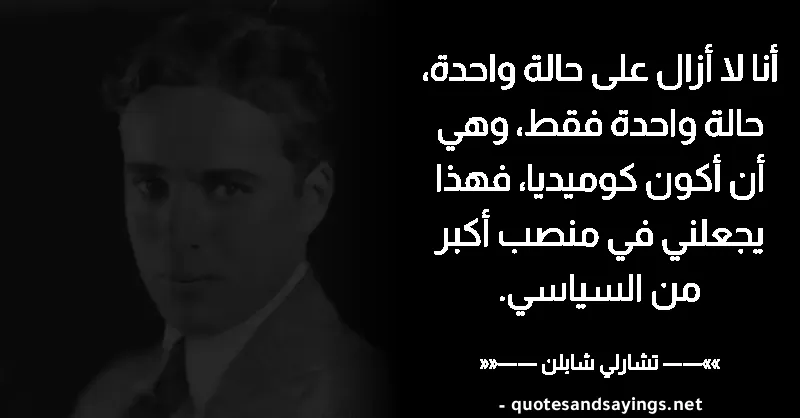 أنا لا أزال على حالة واحدة،
حالة واحدة فقط، وهي
أن أكون كوميديا، فهذا
يجعلني في منصب أكبر
من السياسي.
»»—— تشارلي شابلن ——««
- quotesandsayings.net